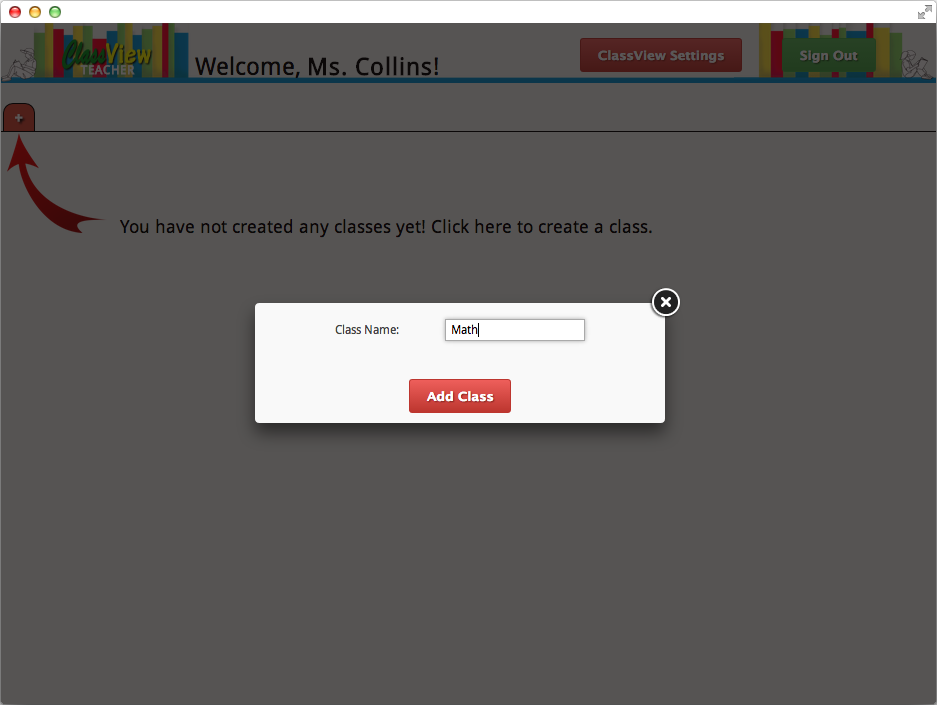 ClassView
TEACHER
Welcome, Ms. Collins!
ClassView Settings
Sign Out
+
You have not created any classes yet! Click here to create a class.
Class Name:
Math
Add Class